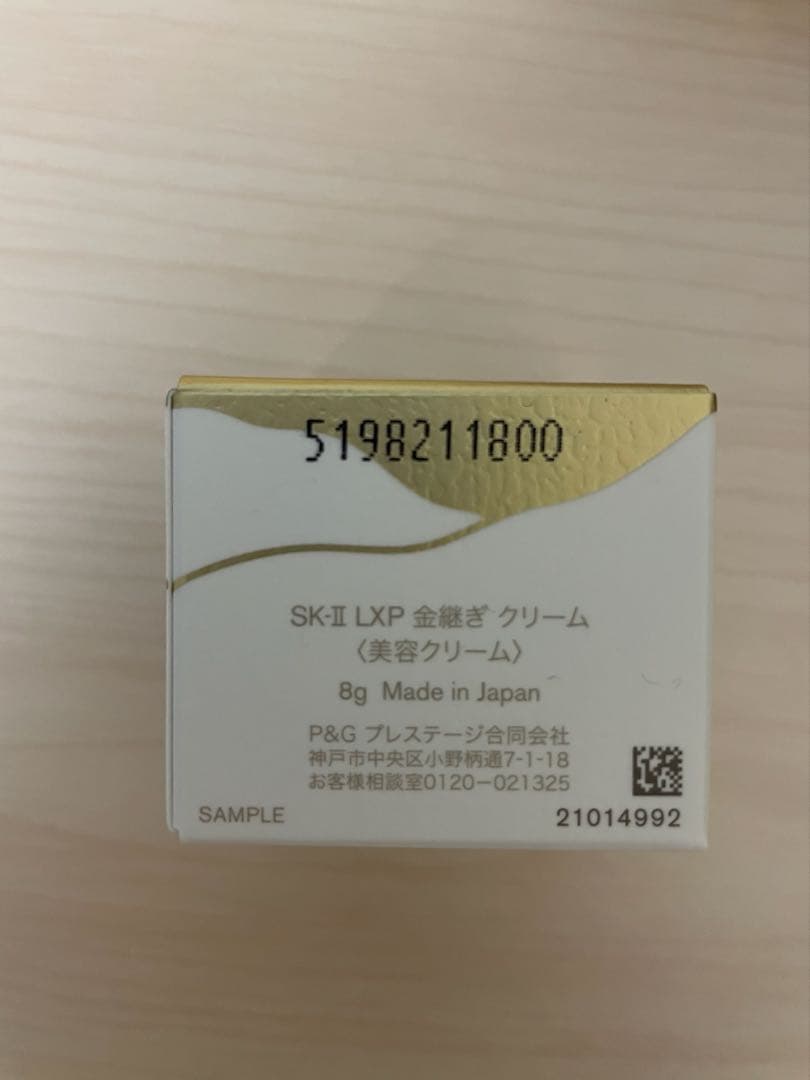 5198211800
SK-II LXP 金継ぎ クリーム
〈美容クリーム〉
8g Made in Japan
P&G プレステージ合同会社
神戸市中央区小野柄通7-1-18
お客様相談室0120-021325
SAMPLE
21014992